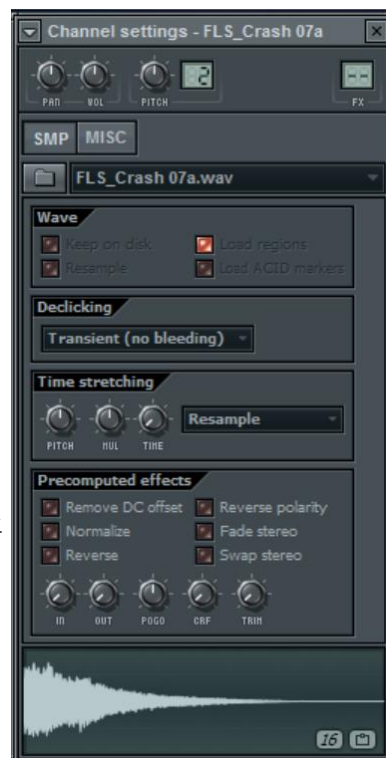 Channel settings - FLS_Crash 07a
2
--
PAN VOL PITCH FX
SMP MISC
FLS_Crash 07a.wav
Wave
Keep on disk Load regions
Resample Load ACID markers
Declicking
Transient (no bleeding)
Time stretching
Resample
PITCH MUL TIME
Precomputed effects
Remove DC offset Reverse polarity
Normalize Fade stereo
Reverse Swap stereo
IN OUT POGO CRF TRIM
16